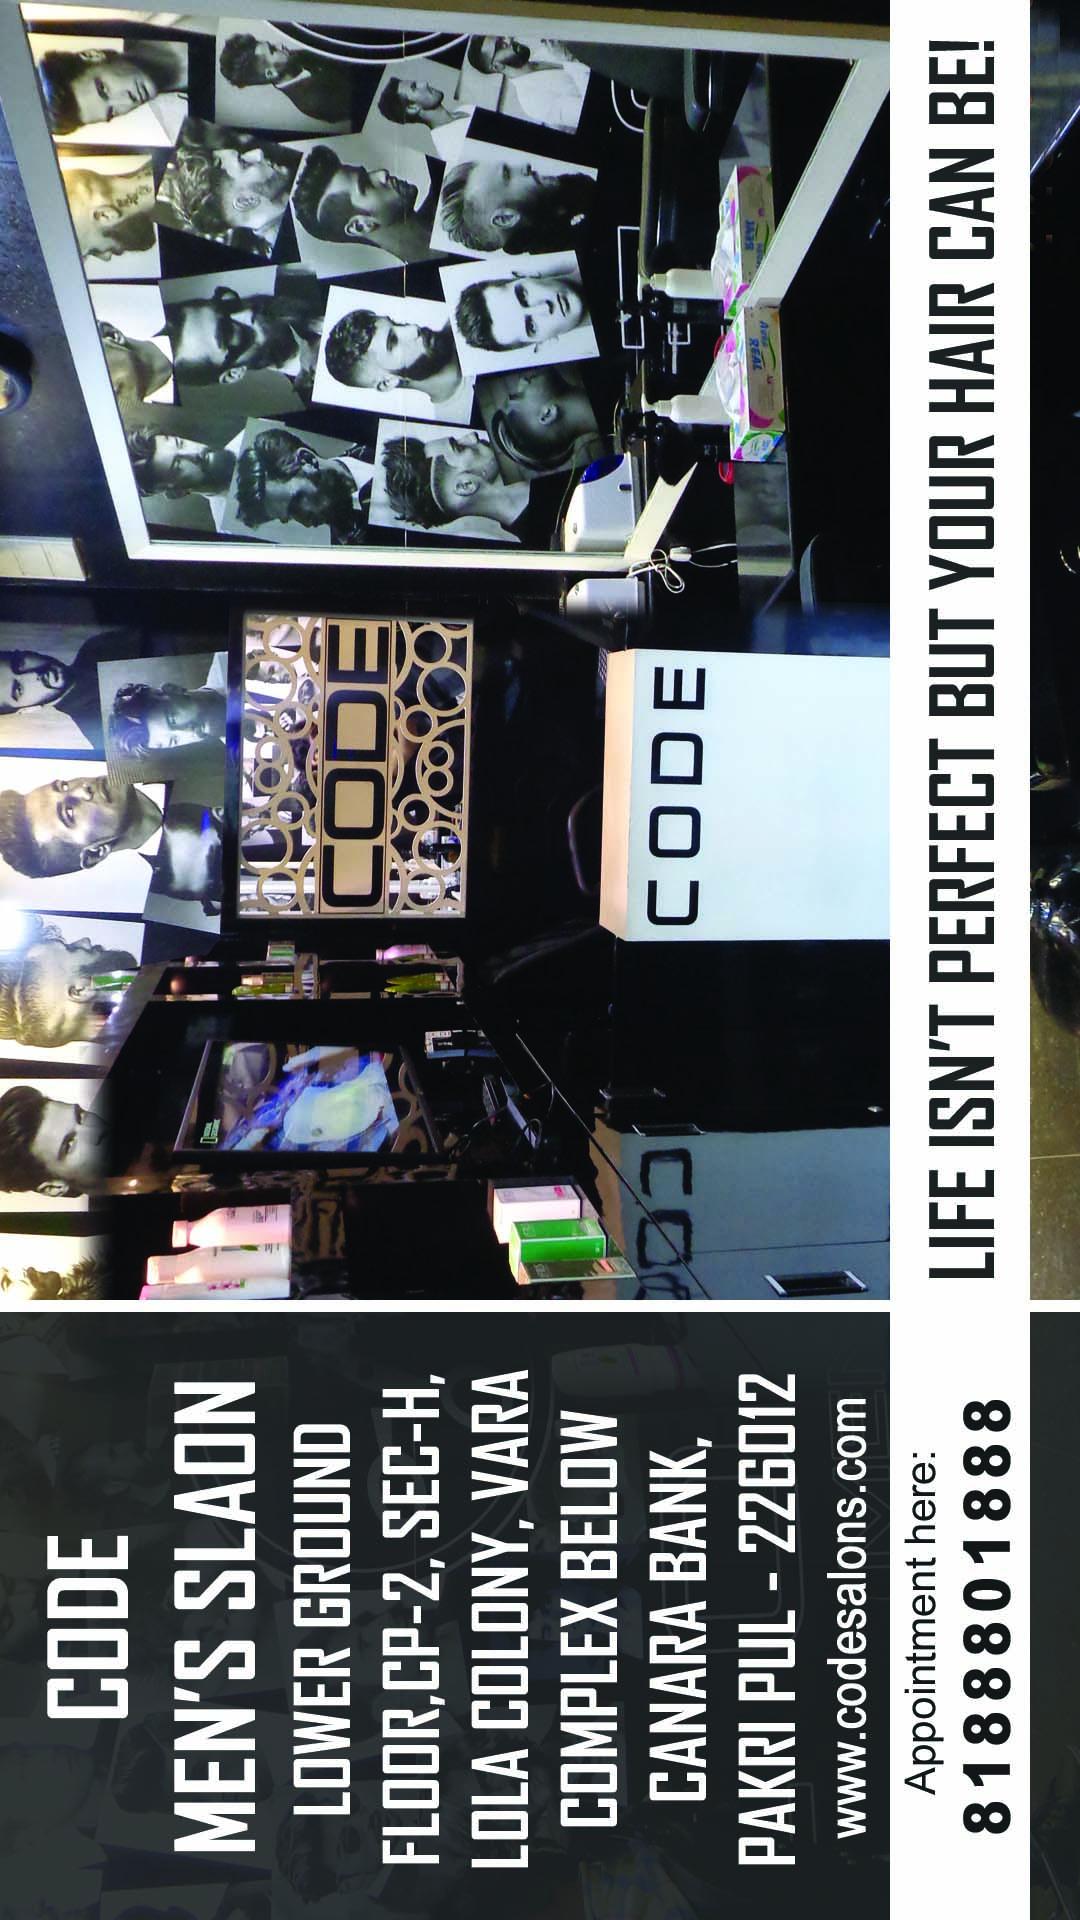 CODE
MEN'S SLAON
LOWER GROUND
FLOOR,CP-2, SEC-H,
LOLA COLONY, VARA
COMPLEX BELOW
CANARA BANK,
PAKRI PUL - 226012
www.codesalons.com
Appointment here:
8188801888
CODE
CODE
REAL
LIFE ISN'T PERFECT BUT YOUR HAIR CAN BE!